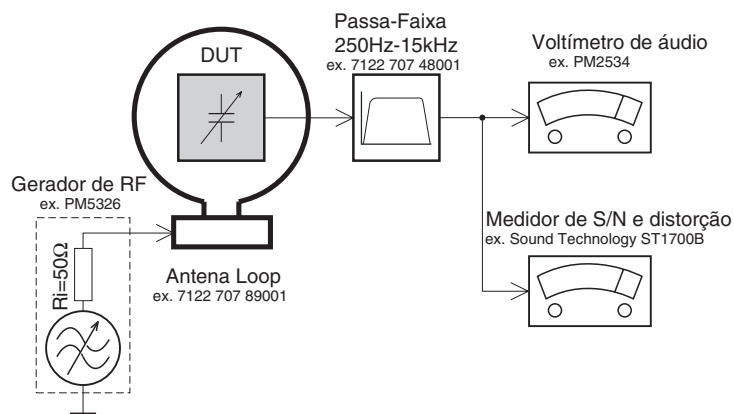 Passa-Faixa
250Hz-15kHz
ex. 7122 707 48001
Voltímetro de áudio
ex. PM2534
DUT
Gerador de RF
ex. PM5326
Ri=50Ω
Antena Loop
ex. 7122 707 89001
Medidor de S/N e distorção
ex. Sound Technology ST1700B